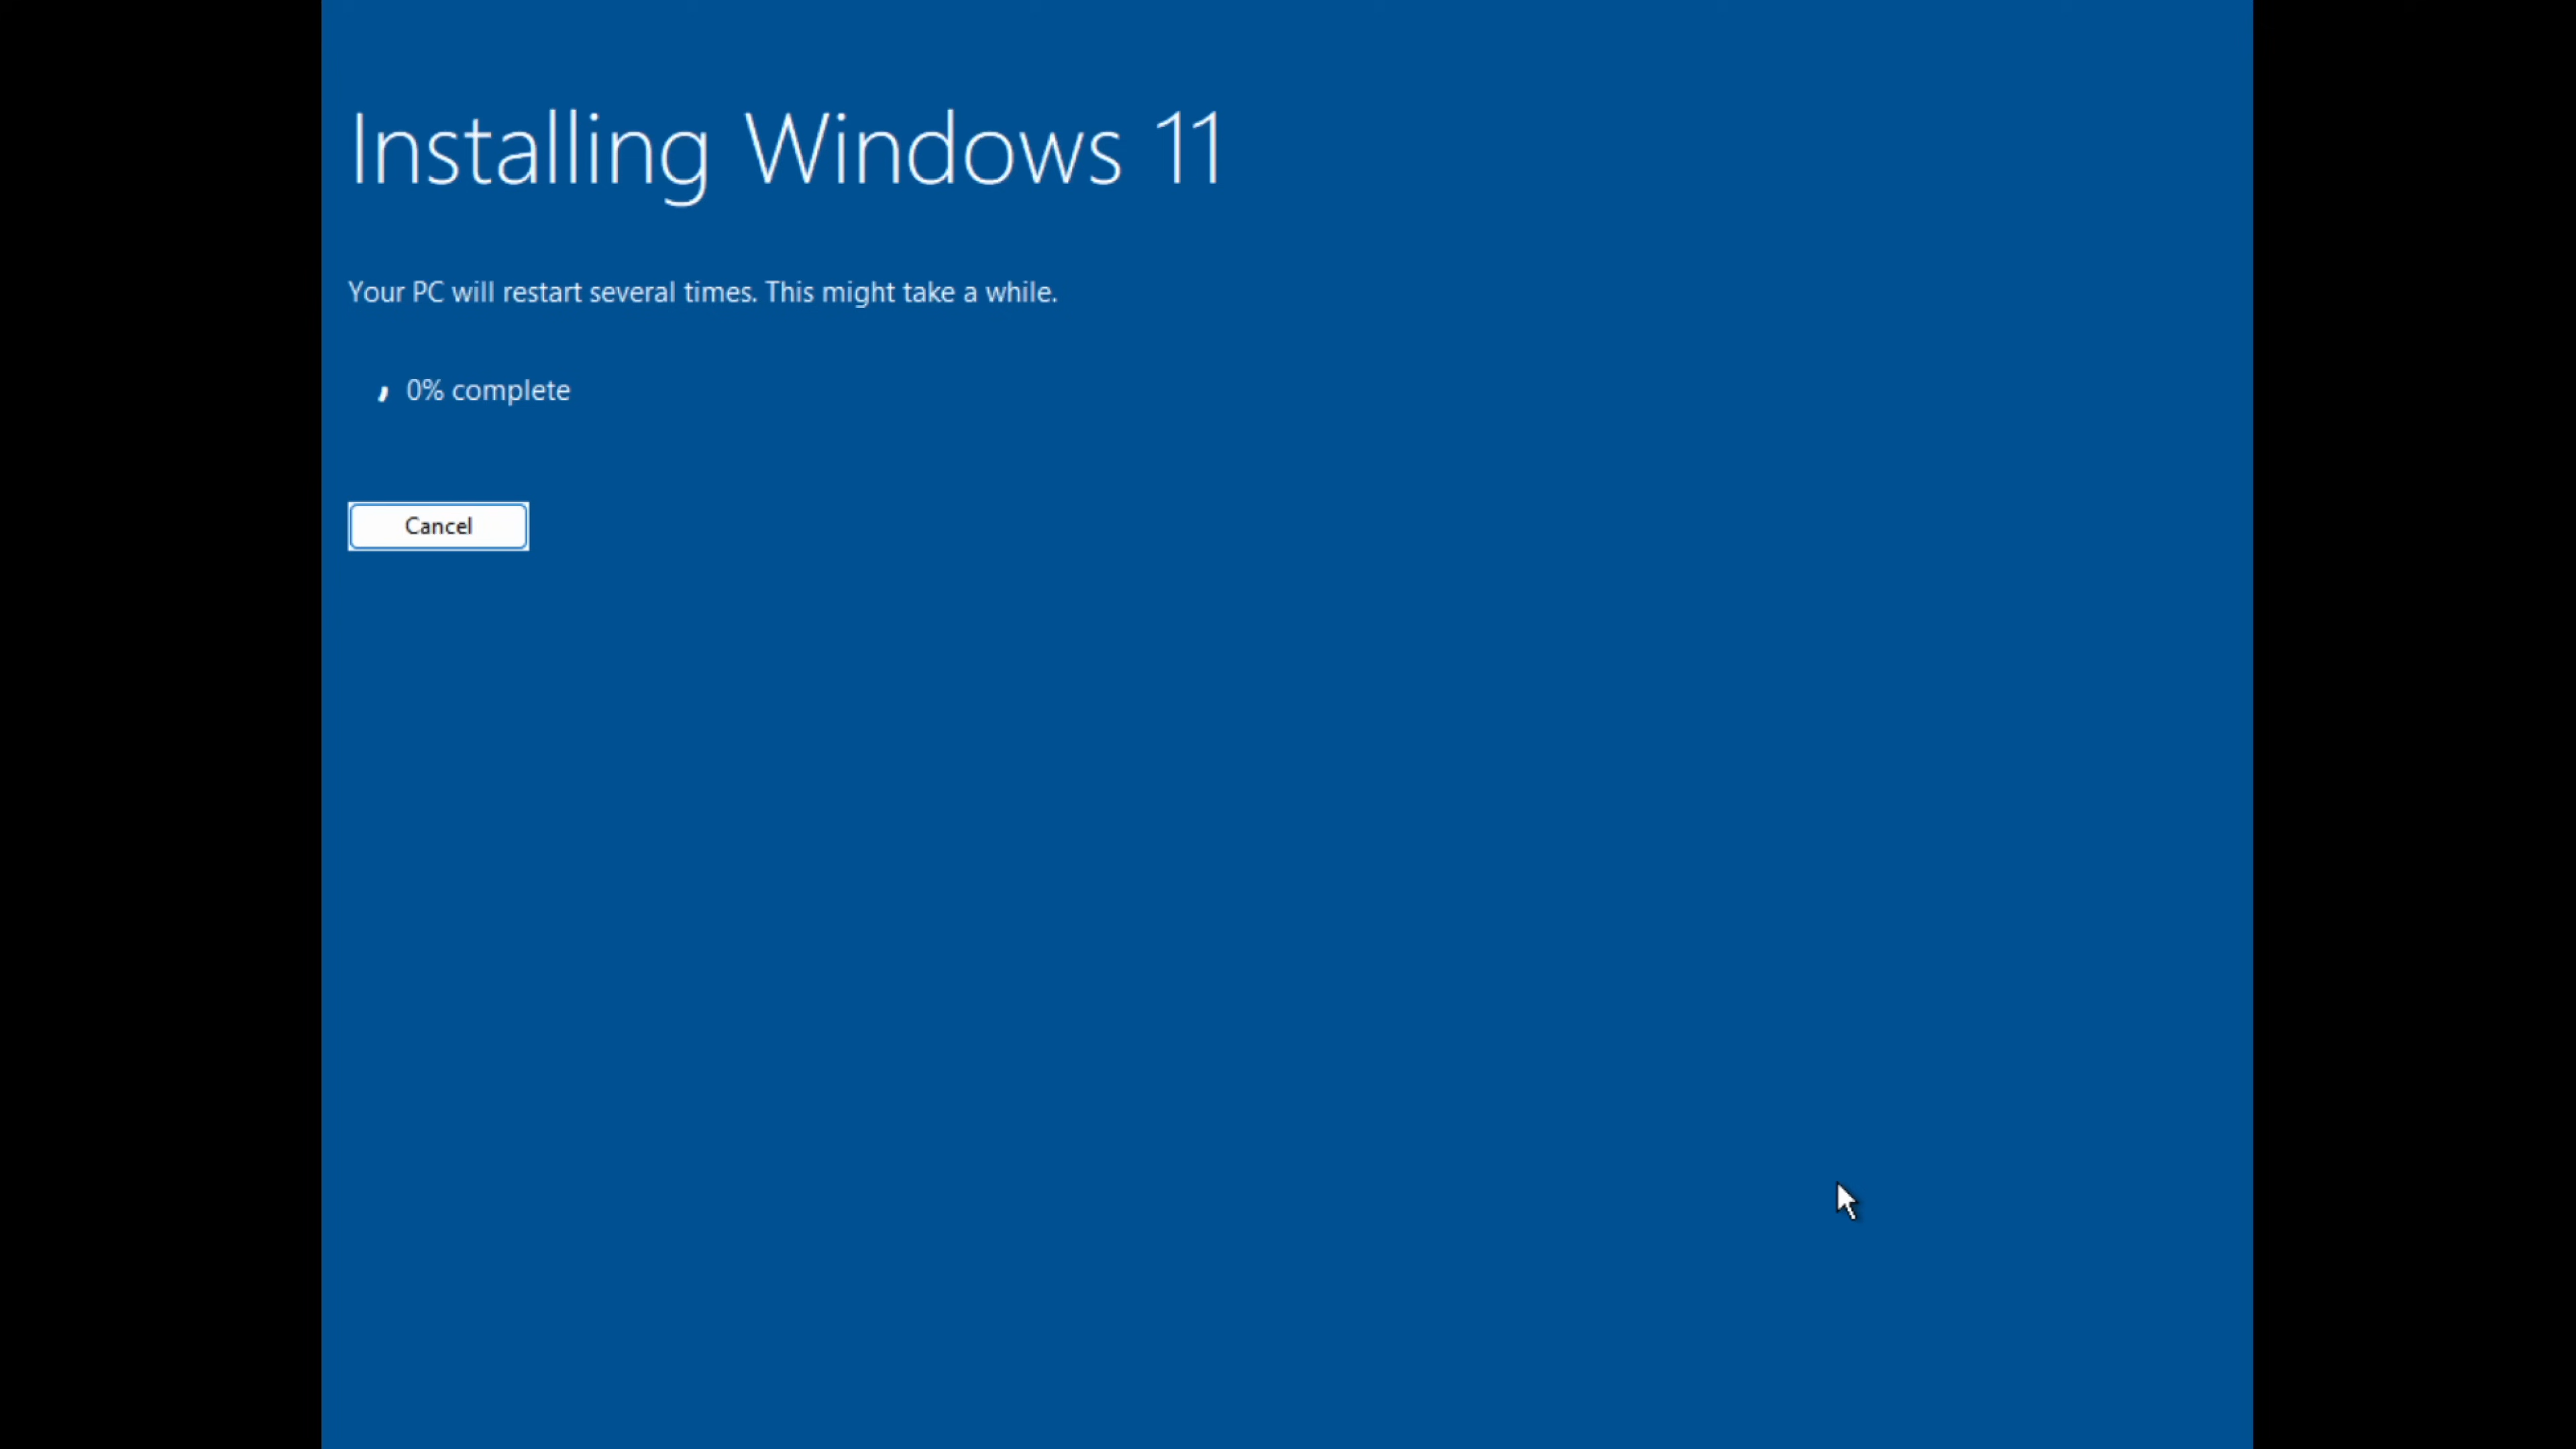 Installing Windows 11
Your PC will restart several times. This might take a while.
0% complete
Cancel